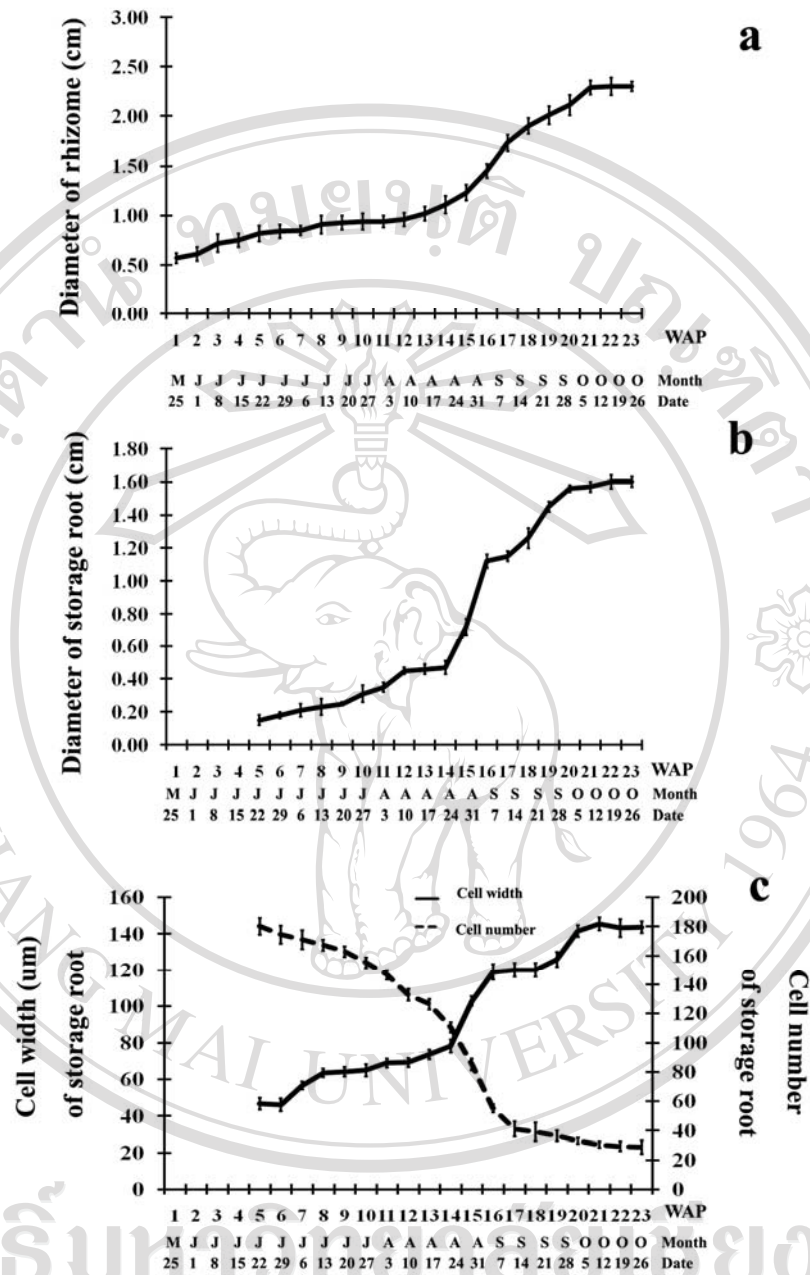 a
Diameter of rhizome (cm)
3.00
2.50
2.00
1.50
1.00
0.50
0.00
1 2 3 4 5 6 7 8 9 10 11 12 13 14 15 16 17 18 19 20 21 22 23 WAP
M J J J J J J J J J A A A A A S S S S O O O O Month
25 1 8 15 22 29 6 13 20 27 3 10 17 24 31 7 14 21 28 5 12 19 26 Date
b
Diameter of storage root (cm)
1.80
1.60
1.40
1.20
1.00
0.80
0.60
0.40
0.20
0.00
1 2 3 4 5 6 7 8 9 10 11 12 13 14 15 16 17 18 19 20 21 22 23 WAP
M J J J J J J J J J A A A A A S S S S O O O O Month
25 1 8 15 22 29 6 13 20 27 3 10 17 24 31 7 14 21 28 5 12 19 26 Date
c
Cell width
Cell number
Cell width (um)
of storage root
160
140
120
100
80
60
40
20
0
200
180
160
140
120
100
80
60
40
20
0
Cell number
of storage root
1 2 3 4 5 6 7 8 9 10 11 12 13 14 15 16 17 18 19 20 21 22 23 WAP
M J J J J J J J J J A A A A A S S S S O O O O Month
25 1 8 15 22 29 6 13 20 27 3 10 17 24 31 7 14 21 28 5 12 19 26 Date
ANG MAI UNIVERSITY 1964